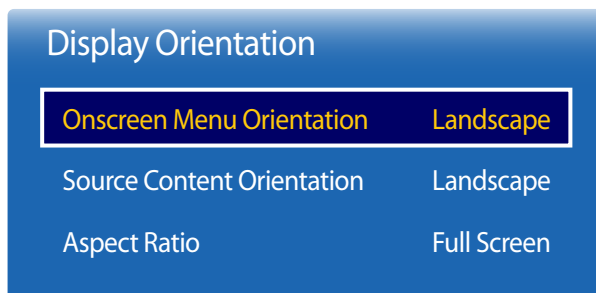 Display Orientation
Onscreen Menu Orientation Landscape
Source Content Orientation Landscape
Aspect Ratio Full Screen